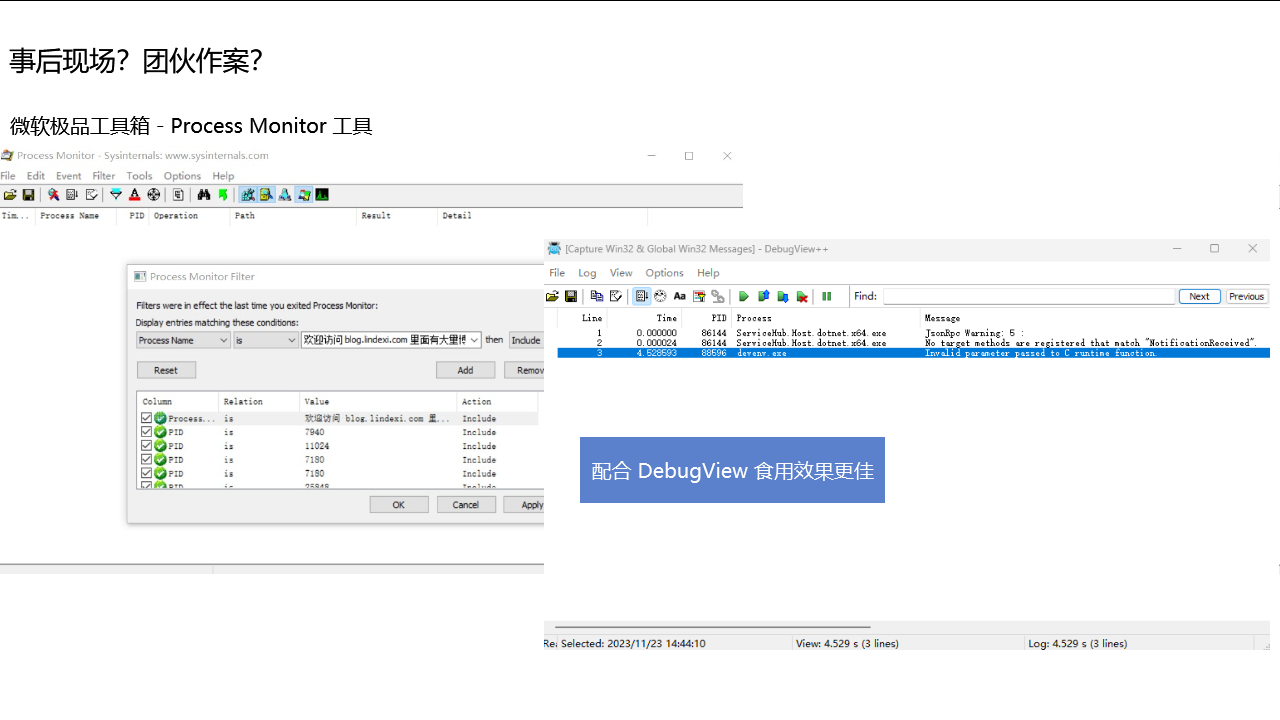 事后现场？团伙作案？
微软极品工具箱 - Process Monitor 工具
Process Monitor - Sysinternals: www.sysinternals.com
File Edit Event Filter Tools Options Help
Tim... Process Name PID Operation Path Result Detail
Process Monitor Filter
Filters were in effect the last time you exited Process Monitor:
Display entries matching these conditions:
Process Name is 欢迎访问 blog.lindexi.com 里面有大量博 then Include
Reset Add Remov
Column Relation Value Action
Process... is 欢迎访问 blog.lindexi.com 里... Include
PID is 7940 Include
PID is 11024 Include
PID is 7180 Include
PID is 7180 Include
PID is 25848 Include
OK Cancel Apply
[Capture Win32 & Global Win32 Messages] - DebugView++
File Log View Options Help
Aa Find: Next Previous
Line Time PID Process Message
1 0.000000 86144 ServiceHub.Host.dotnet.x64.exe JsonRpc Warning: 5 :
2 0.000024 86144 ServiceHub.Host.dotnet.x64.exe No target methods are registered that match "NotificationReceived".
3 4.528593 88596 devenv.exe Invalid parameter passed to C runtime function.
配合 DebugView 食用效果更佳
Rea Selected: 2023/11/23 14:44:10 View: 4.529 s (3 lines) Log: 4.529 s (3 lines)